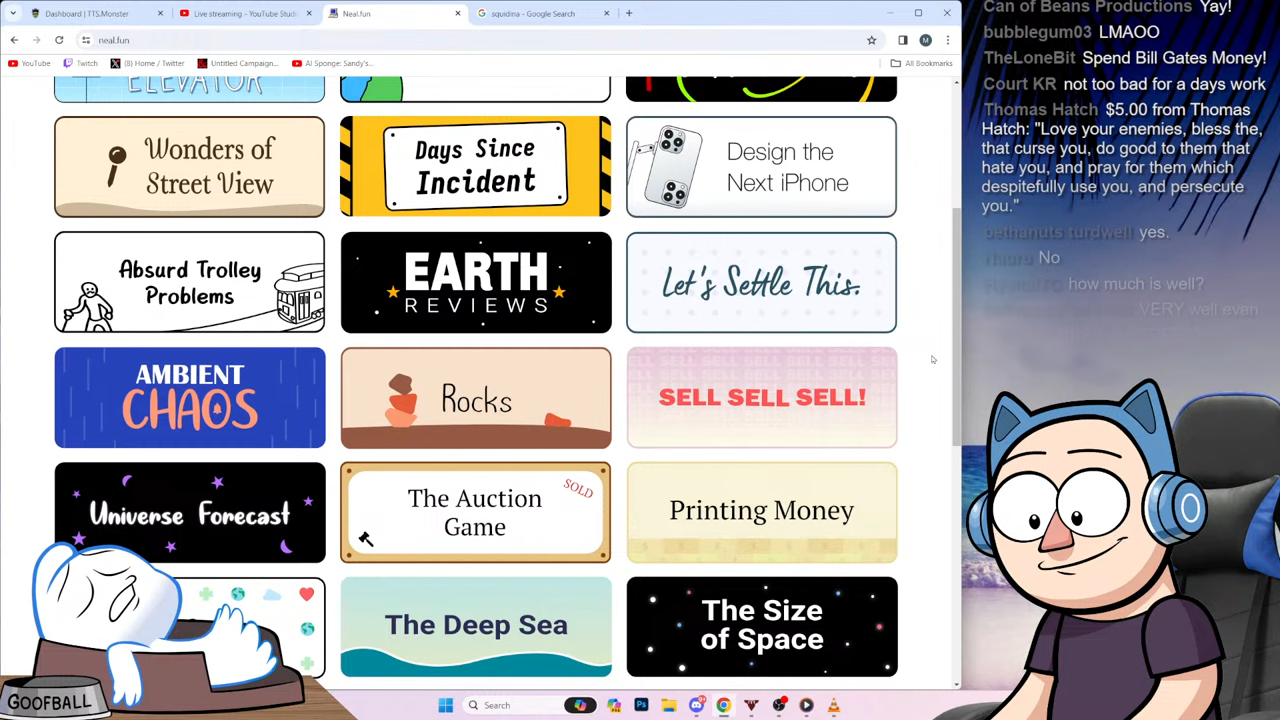 Dashboard | TTS.Monster
Live streaming - YouTube Studi
Neal.fun
squidina - Google Search
neal.fun
YouTube
Twitch
(8) Home / Twitter
Unlimited Campaign...
AI Sponge: Sandy's...
All Bookmarks
ELEVATOR
Wonders of
Street View
Days Since
Incident
Design the
Next iPhone
Absurd Trolley
Problems
EARTH
REVIEWS
Let's Settle This.
AMBIENT
CHAOS
Rocks
SELL SELL SELL!
Universe Forecast
The Auction
Game
SOLD
Printing Money
The Deep Sea
The Size
of Space
GOOFBALL
Search
Can of Beans Productions Yay!
bubblegum03 LMAOO
TheLoneBit Spend Bill Gates Money!
Court KR not too bad for a days work
Thomas Hatch $5.00 from Thomas
Hatch: "Love your enemies, bless the,
that curse you, do good to them that
hate you, and pray for them which
despitefully use you, and persecute
you."
bethanuts turdwell yes.
No
how much is well?
VERY well evan